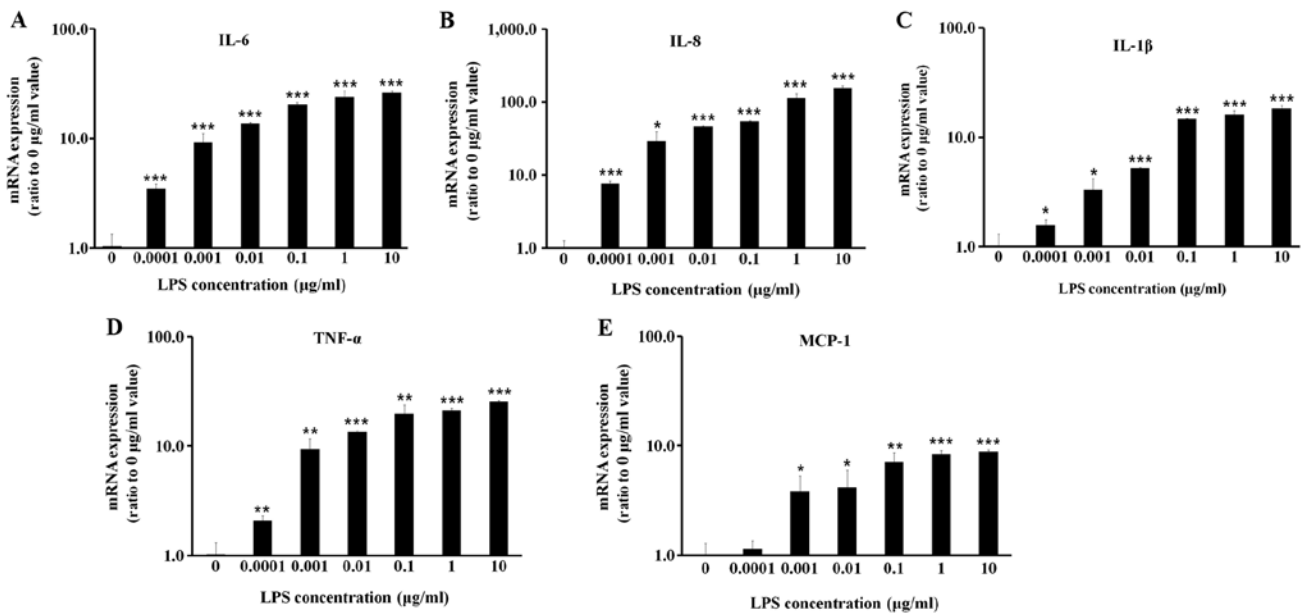 A
IL-6
mRNA expression
(ratio to 0 µg/ml value)
100.0
10.0
1.0
*** *** *** *** *** ***
0 0.0001 0.001 0.01 0.1 1 10
LPS concentration (µg/ml)
B
IL-8
mRNA expression
(ratio to 0 µg/ml value)
1,000.0
100.0
10.0
1.0
*** * *** *** *** ***
0 0.0001 0.001 0.01 0.1 1 10
LPS concentration (µg/ml)
C
IL-1β
mRNA expression
(ratio to 0 µg/ml value)
100.0
10.0
1.0
* * *** *** *** ***
0 0.0001 0.001 0.01 0.1 1 10
LPS concentration (µg/ml)
D
TNF-α
mRNA expression
(ratio to 0 µg/ml value)
100.0
10.0
1.0
** ** *** ** *** ***
0 0.0001 0.001 0.01 0.1 1 10
LPS concentration (µg/ml)
E
MCP-1
mRNA expression
(ratio to 0 µg/ml value)
100.0
10.0
1.0
* * ** *** ***
0 0.0001 0.001 0.01 0.1 1 10
LPS concentration (µg/ml)